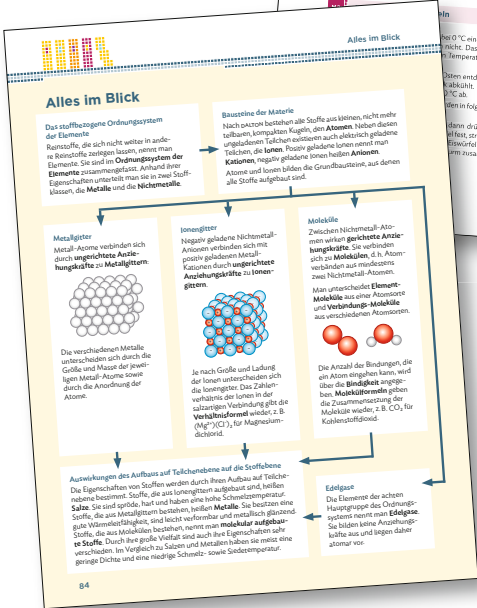 Alles im Blick
Alles im Blick
Das stoffbezogene Ordnungssystem
der Elemente
Reinstoffe, die sich nicht weiter in ande-
re Reinstoffe zerlegen lassen, nennt man
Elemente. Sie sind im Ordnungssystem der
Elemente zusammengefasst. Anhand ihrer
Eigenschaften unterteilt man sie in zwei Stoff-
klassen, die Metalle und die Nichtmetalle.
Bausteine der Materie
Nach DALTON bestehen alle Stoffe aus kleinen, nicht mehr
teilbaren, kompakten Kugeln, den Atomen. Neben diesen
ungeladenen Teilchen existieren auch elektrisch geladene
Teilchen, die Ionen. Positiv geladene Ionen nennt man
Kationen, negativ geladene Ionen heißen Anionen.
Atome und Ionen bilden die Grundbausteine, aus denen
alle Stoffe aufgebaut sind.
Metallgitter
Metall-Atome verbinden sich
durch ungerichtete Anzie-
hungskräfte zu Metallgittern.
Die verschiedenen Metalle
unterscheiden sich durch die
Größe und Masse der jewei-
ligen Metall-Atome sowie
durch die Anordnung der
Atome.
Ionengitter
Negativ geladene Nichtmetall-
Anionen verbinden sich mit
positiv geladenen Metall-
Kationen durch ungerichtete
Anziehungskräfte zu Ionen-
gittern.
Je nach Größe und Ladung
der Ionen unterscheiden sich
die Ionengitter. Das Zahlen-
verhältnis der Ionen in der
salzartigen Verbindung gibt die
Verhältnisformel wieder, z. B.
(Mg²⁺)(Cl⁻)₂ für Magnesium-
dichlorid.
Moleküle
Zwischen Nichtmetall-Ato-
men wirken gerichtete Anzie-
hungskräfte. Sie verbinden
sich zu Molekülen, d. h. Atom-
verbänden aus mindestens
zwei Nichtmetall-Atomen.
Man unterscheidet Element-
Moleküle aus einer Atomsorte
und Verbindungs-Moleküle
aus verschiedenen Atomsorten.
Die Anzahl der Bindungen, die
ein Atom eingehen kann, wird
über die Bindigkeit angege-
ben. Molekülformeln geben
die Zusammensetzung der
Moleküle wieder, z. B. CO₂ für
Kohlenstoffdioxid.
Auswirkungen des Aufbaus auf Teilchenebene auf die Stoffebene
Die Eigenschaften von Stoffen werden durch ihren Aufbau auf Teilche-
nebene bestimmt. Stoffe, die aus Ionengittern aufgebaut sind, heißen
Salze. Sie sind spröde, hart und haben eine hohe Schmelztemperatur.
Stoffe, die aus Metallgittern bestehen, heißen Metalle. Sie besitzen eine
gute Wärmeleitfähigkeit, sind leicht verformbar und metallisch glänzend.
Stoffe, die aus Molekülen bestehen, nennt man molekular aufgebau-
te Stoffe. Durch ihre große Vielfalt sind auch ihre Eigenschaften sehr
verschieden. Im Vergleich zu Salzen und Metallen haben sie meist eine
geringe Dichte und eine niedrige Schmelz- sowie Siedetemperatur.
Edelgase
Die Elemente der achten
Hauptgruppe des Ordnungs-
systems nennt man Edelgase.
Sie bilden keine Anziehungs-
kräfte aus und liegen daher
atomar vor.
84